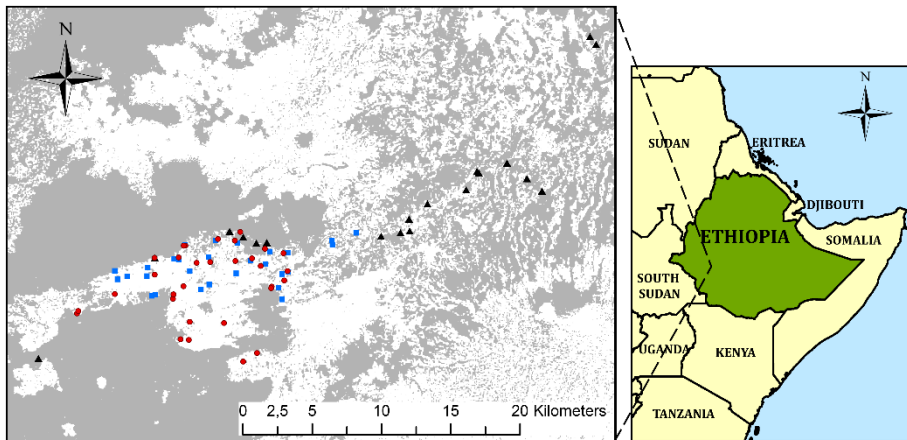 N
0 2,5 5 10 15 20 Kilometers
N
SUDAN
ERITREA
DJIBOUTI
ETHIOPIA
SOMALIA
SOUTH
SUDAN
UGANDA
KENYA
TANZANIA